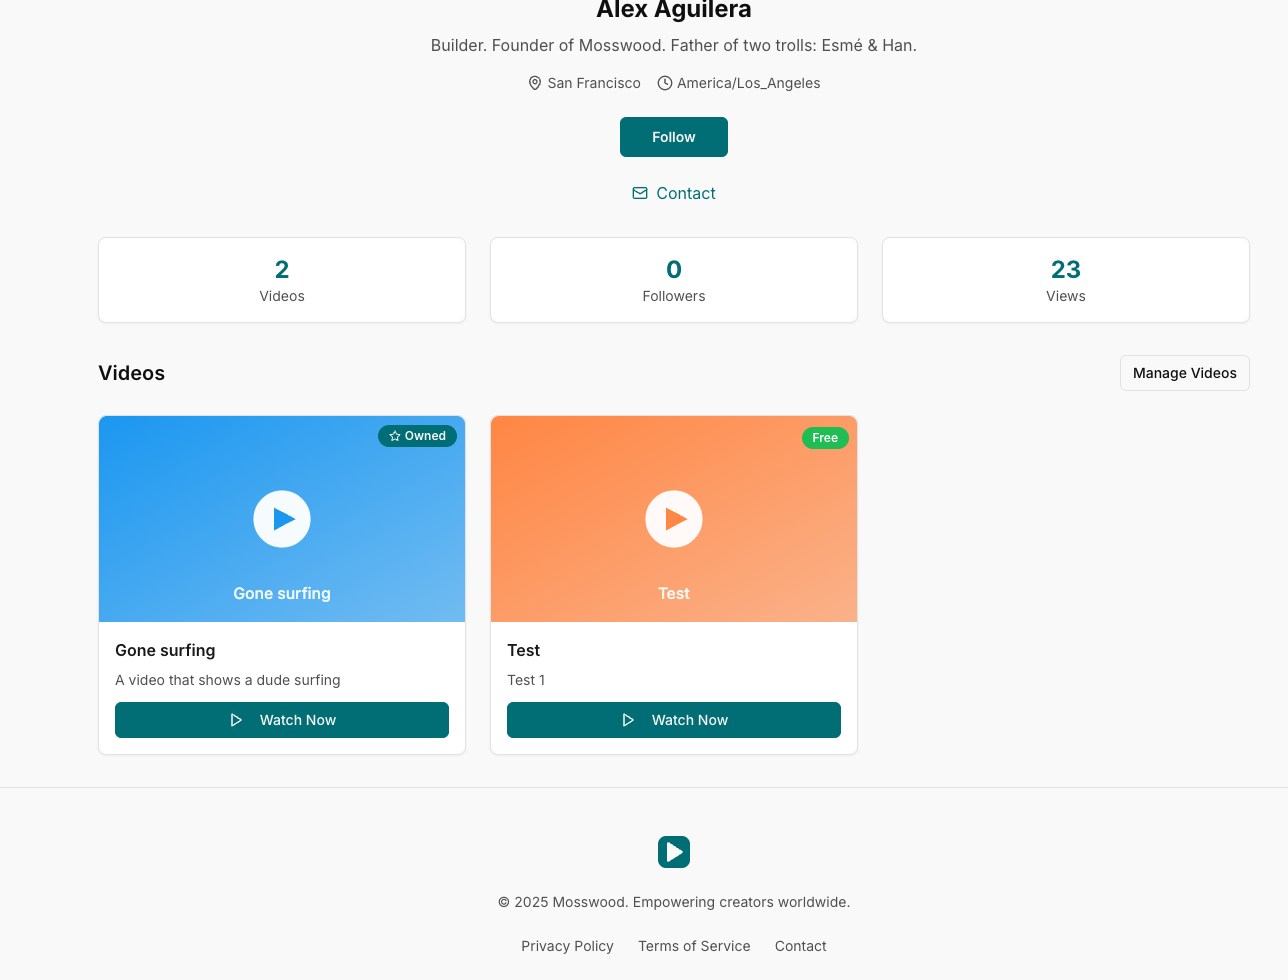 Alex Aguilera
Builder. Founder of Mosswood. Father of two trolls: Esmé & Han.
San Francisco America/Los_Angeles
Follow
Contact
2
Videos
0
Followers
23
Views
Videos
Manage Videos
Owned
Gone surfing
Gone surfing
A video that shows a dude surfing
Watch Now
Free
Test
Test
Test 1
Watch Now
© 2025 Mosswood. Empowering creators worldwide.
Privacy Policy Terms of Service Contact